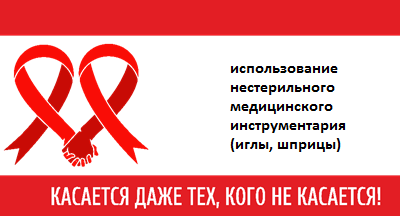 использование
нестерильного
медицинского
инструментария
(иглы, шприцы)
КАСАЕТСЯ ДАЖЕ ТЕХ, КОГО НЕ КАСАЕТСЯ!